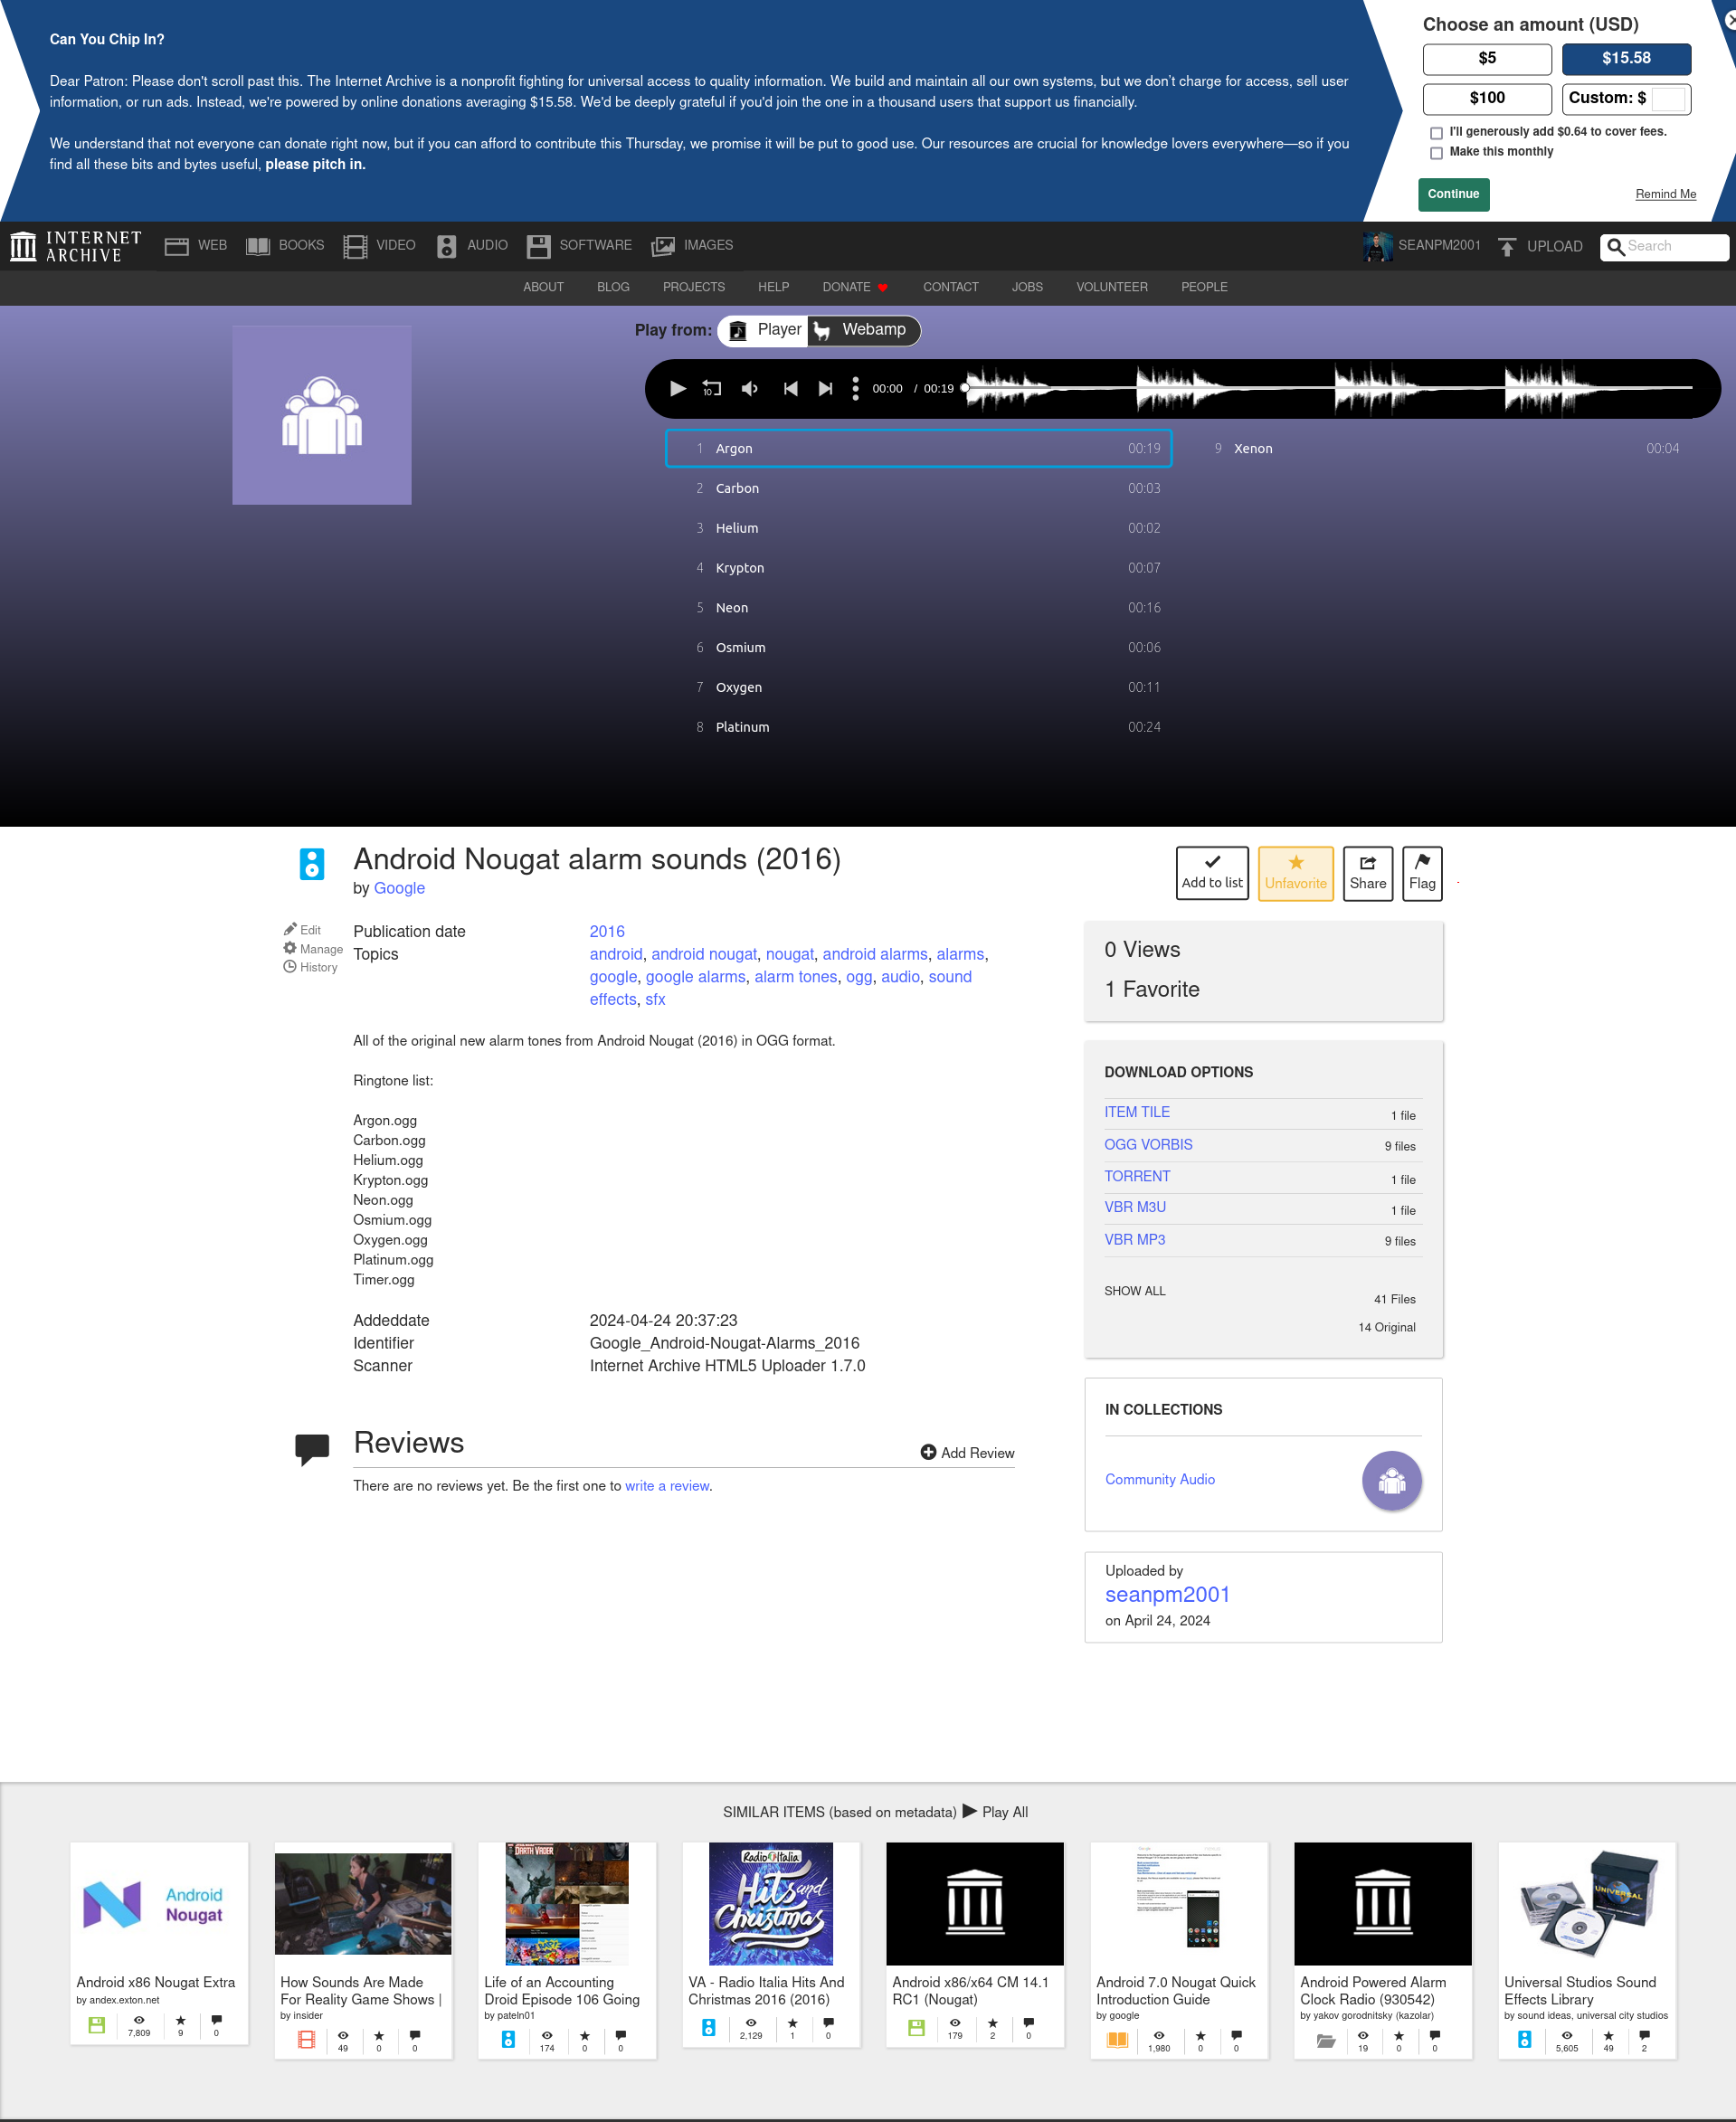 Can You Chip In?
Dear Patron: Please don't scroll past this. The Internet Archive is a nonprofit fighting for universal access to quality information. We build and maintain all our own systems, but we don’t charge for access, sell user
information, or run ads. Instead, we're powered by online donations averaging $15.58. We'd be deeply grateful if you'd join the one in a thousand users that support us financially.
We understand that not everyone can donate right now, but if you can afford to contribute this Thursday, we promise it will be put to good use. Our resources are crucial for knowledge lovers everywhere—so if you
find all these bits and bytes useful, please pitch in.
Choose an amount (USD)
$5 $15.58
$100 Custom: $
I'll generously add $0.64 to cover fees.
Make this monthly
Continue Remind Me
INTERNET ARCHIVE WEB BOOKS VIDEO AUDIO SOFTWARE IMAGES SEANPM2001 UPLOAD Search
ABOUT BLOG PROJECTS HELP DONATE CONTACT JOBS VOLUNTEER PEOPLE
Play from: Player Webamp
10 00:00 / 00:19
1 Argon 00:19
2 Carbon 00:03
3 Helium 00:02
4 Krypton 00:07
5 Neon 00:16
6 Osmium 00:06
7 Oxygen 00:11
8 Platinum 00:24
9 Xenon 00:04
Android Nougat alarm sounds (2016)
by Google
Add to list Unfavorite Share Flag
Edit
Manage
History
Publication date 2016
Topics android, android nougat, nougat, android alarms, alarms,
google, google alarms, alarm tones, ogg, audio, sound
effects, sfx
All of the original new alarm tones from Android Nougat (2016) in OGG format.
Ringtone list:
Argon.ogg
Carbon.ogg
Helium.ogg
Krypton.ogg
Neon.ogg
Osmium.ogg
Oxygen.ogg
Platinum.ogg
Timer.ogg
Addeddate 2024-04-24 20:37:23
Identifier Google_Android-Nougat-Alarms_2016
Scanner Internet Archive HTML5 Uploader 1.7.0
Reviews
Add Review
There are no reviews yet. Be the first one to write a review.
0 Views
1 Favorite
DOWNLOAD OPTIONS
ITEM TILE 1 file
OGG VORBIS 9 files
TORRENT 1 file
VBR M3U 1 file
VBR MP3 9 files
SHOW ALL 41 Files
14 Original
IN COLLECTIONS
Community Audio
Uploaded by
seanpm2001
on April 24, 2024
SIMILAR ITEMS (based on metadata) Play All
Android
Nougat
Android x86 Nougat Extra
by andex.exton.net
7,809 9 0
How Sounds Are Made
For Reality Game Shows |
by insider
49 0 0
DARTH VADER
Life of an Accounting
Droid Episode 106 Going
by pateln01
174 0 0
Radio Italia
Hits and
Christmas
VA - Radio Italia Hits And
Christmas 2016 (2016)
2,129 1 0
Android x86/x64 CM 14.1
RC1 (Nougat)
179 2 0
Android 7.0 Nougat Quick
Introduction Guide
by google
1,980 0 0
Android Powered Alarm
Clock Radio (930542)
by yakov gorodnitsky (kazolar)
19 0 0
UNIVERSAL
Universal Studios Sound
Effects Library
by sound ideas, universal city studios
5,605 49 2